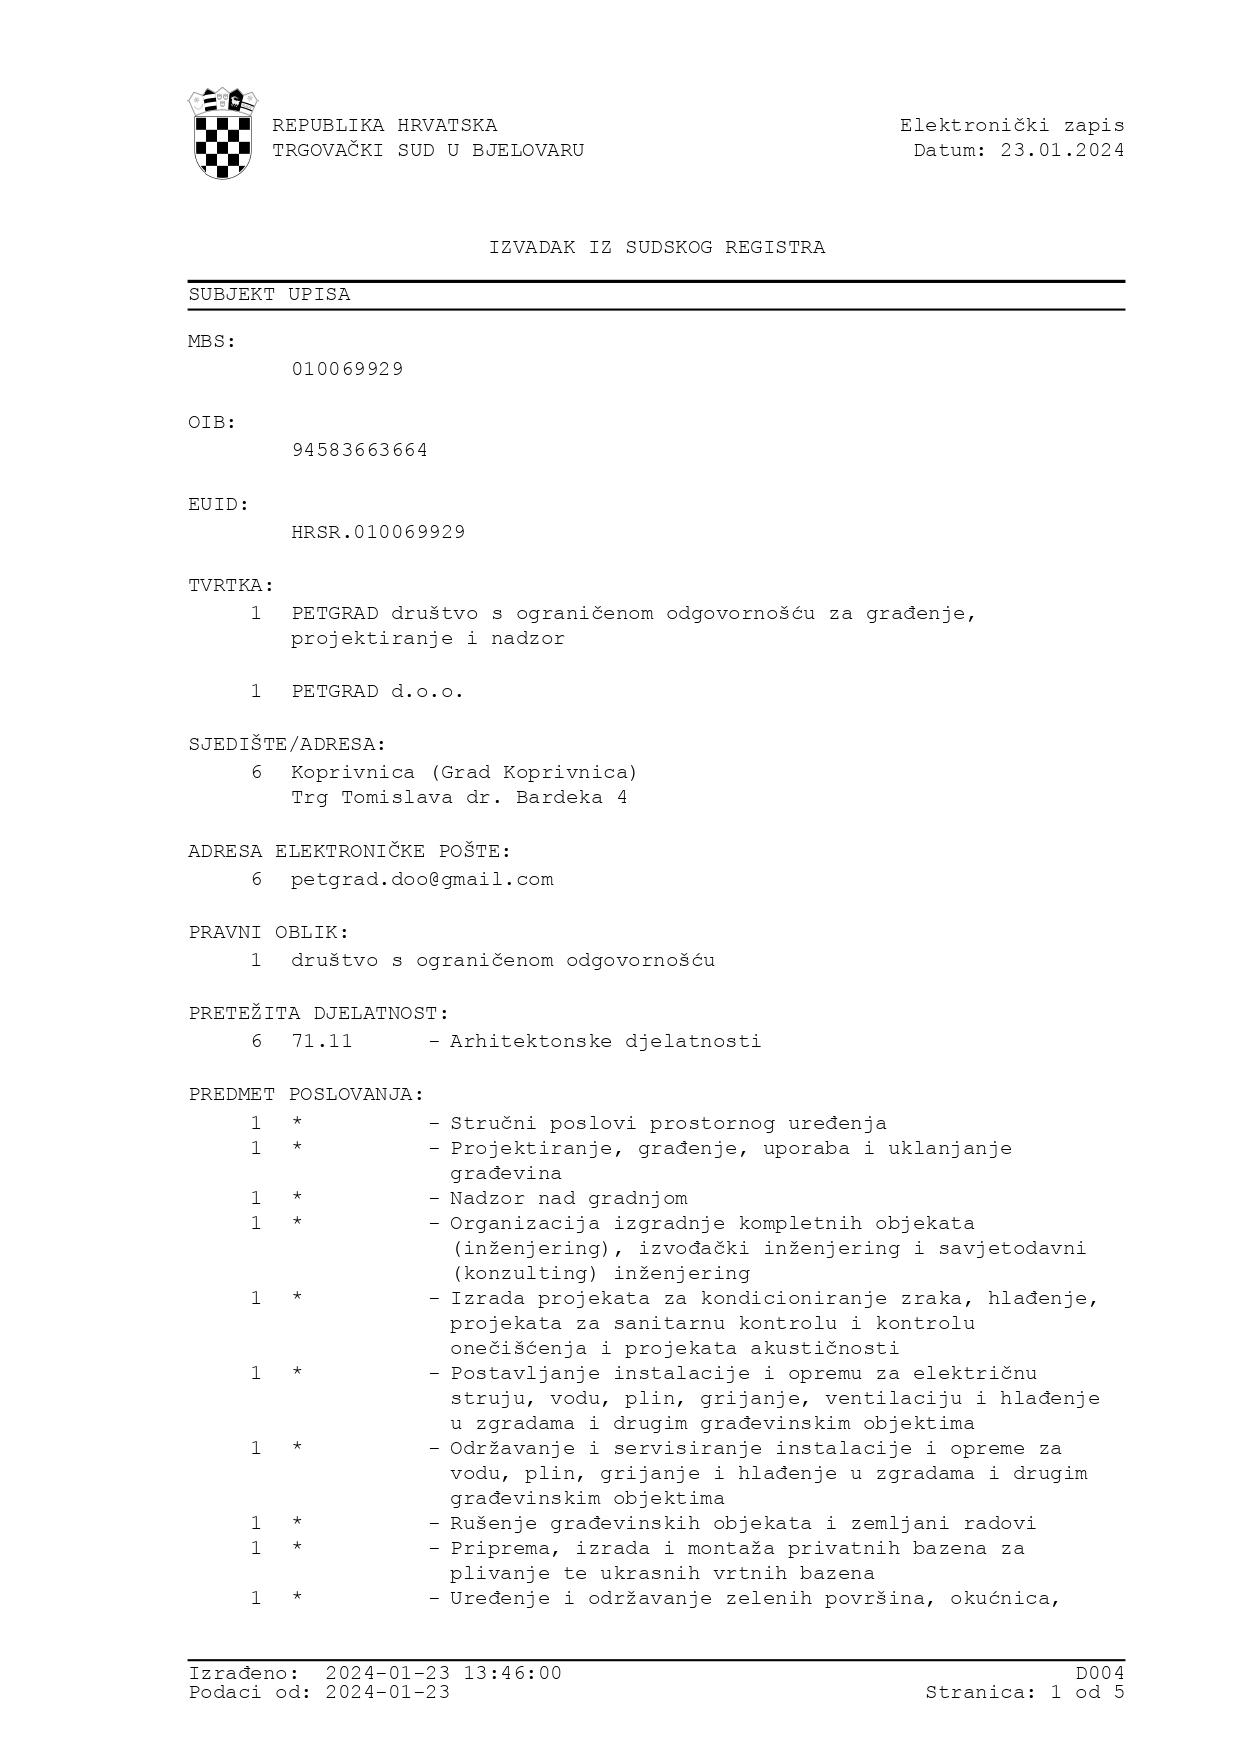 REPUBLIKA HRVATSKA
TRGOVAČKI SUD U BJELOVARU
Elektronički zapis
Datum: 23.01.2024
IZVADAK IZ SUDSKOG REGISTRA
SUBJEKT UPISA
MBS:
010069929
OIB:
94583663664
EUID:
HRSR.010069929
TVRTKA:
1 PETGRAD društvo s ograničenom odgovornošću za građenje,
projektiranje i nadzor
1 PETGRAD d.o.o.
SJEDIŠTE/ADRESA:
6 Koprivnica (Grad Koprivnica)
Trg Tomislava dr. Bardeka 4
ADRESA ELEKTRONIČKE POŠTE:
6 petgrad.doo@gmail.com
PRAVNI OBLIK:
1 društvo s ograničenom odgovornošću
PRETEŽITA DJELATNOST:
6 71.11 - Arhitektonske djelatnosti
PREDMET POSLOVANJA:
1 * - Stručni poslovi prostornog uređenja
1 * - Projektiranje, građenje, uporaba i uklanjanje
građevina
1 * - Nadzor nad gradnjom
1 * - Organizacija izgradnje kompletnih objekata
(inženjering), izvođački inženjering i savjetodavni
(konzulting) inženjering
1 * - Izrada projekata za kondicioniranje zraka, hlađenje,
projekata za sanitarnu kontrolu i kontrolu
onečišćenja i projekata akustičnosti
1 * - Postavljanje instalacije i opremu za električnu
struju, vodu, plin, grijanje, ventilaciju i hlađenje
u zgradama i drugim građevinskim objektima
1 * - Održavanje i servisiranje instalacije i opreme za
vodu, plin, grijanje i hlađenje u zgradama i drugim
građevinskim objektima
1 * - Rušenje građevinskih objekata i zemljani radovi
1 * - Priprema, izrada i montaža privatnih bazena za
plivanje te ukrasnih vrtnih bazena
1 * - Uređenje i održavanje zelenih površina, okućnica,
Izrađeno: 2024-01-23 13:46:00 D004
Podaci od: 2024-01-23 Stranica: 1 od 5